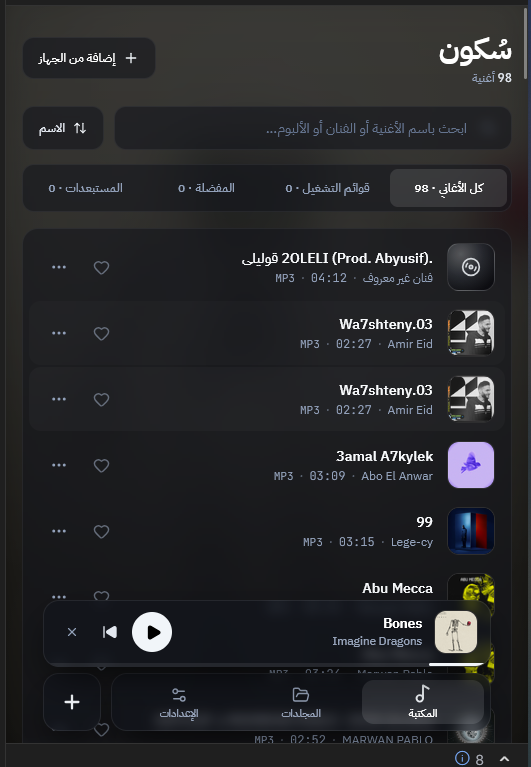 سُكون
98 أغنية
إضافة من الجهاز
ابحث باسم الأغنية أو الفنان أو الألبوم...
الاسم
كل الأغاني · 98
قوائم التشغيل · 0
المفضلة · 0
المستبعدات · 0
2OLELI (Prod. Abyusif). قوليلى
فنان غير معروف · 04:12 · MP3
Wa7shteny.03
Amir Eid · 02:27 · MP3
Wa7shteny.03
Amir Eid · 02:27 · MP3
3amal A7kylek
Abo El Anwar · 03:09 · MP3
99
Lege-cy · 03:15 · MP3
Abu Mecca
Bones
Imagine Dragons
MARWAN PABLO · 02:52 · MP3
المكتبة
المجلدات
الإعدادات
8